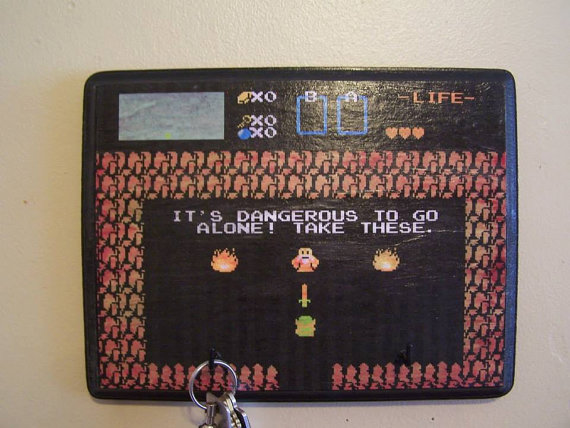 X0
B A
-LIFE-
X0
X0
IT'S DANGEROUS TO GO
ALONE! TAKE THESE.